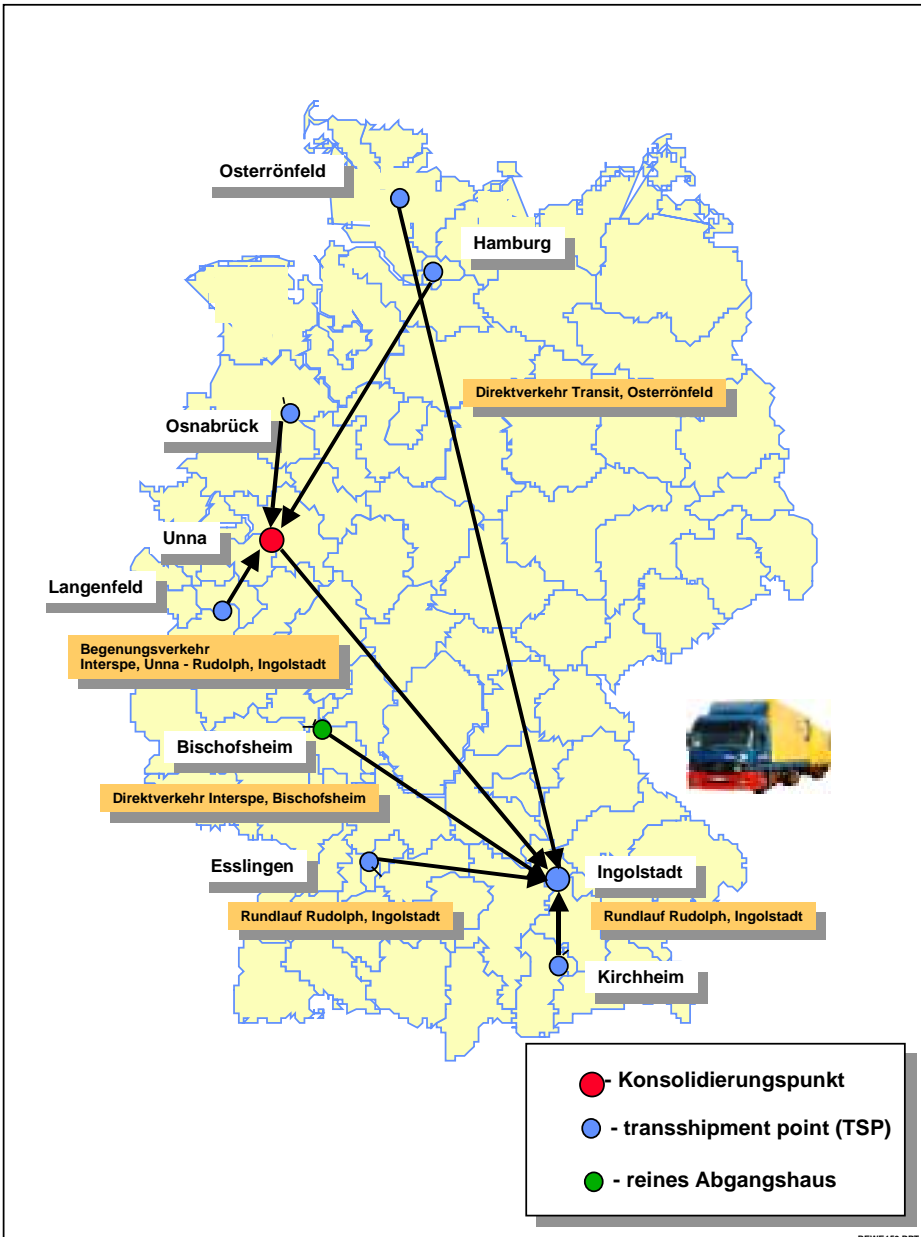 Osterrönfeld
Hamburg
Direktverkehr Transit, Osterrönfeld
Osnabrück
Unna
Langenfeld
Begenungsverkehr
Interspe, Unna - Rudolph, Ingolstadt
Bischofsheim
Direktverkehr Interspe, Bischofsheim
Esslingen
Ingolstadt
Rundlauf Rudolph, Ingolstadt
Rundlauf Rudolph, Ingolstadt
Kirchheim
- Konsolidierungspunkt
- transshipment point (TSP)
- reines Abgangshaus